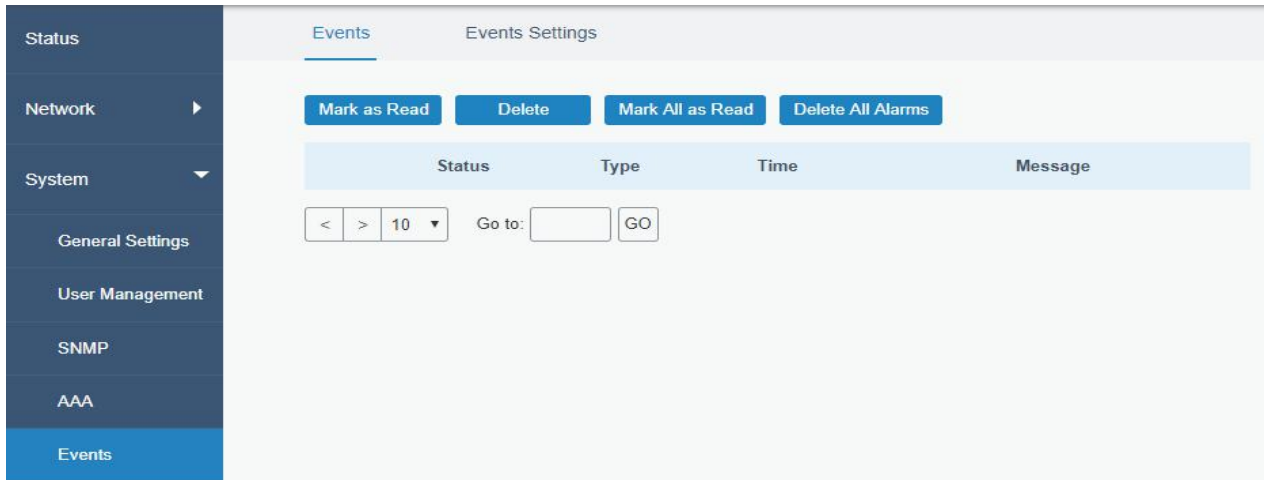 Status
Network
System
General Settings
User Management
SNMP
AAA
Events
Events Events Settings
Mark as Read Delete Mark All as Read Delete All Alarms
Status Type Time Message
< > 10 Go to: GO